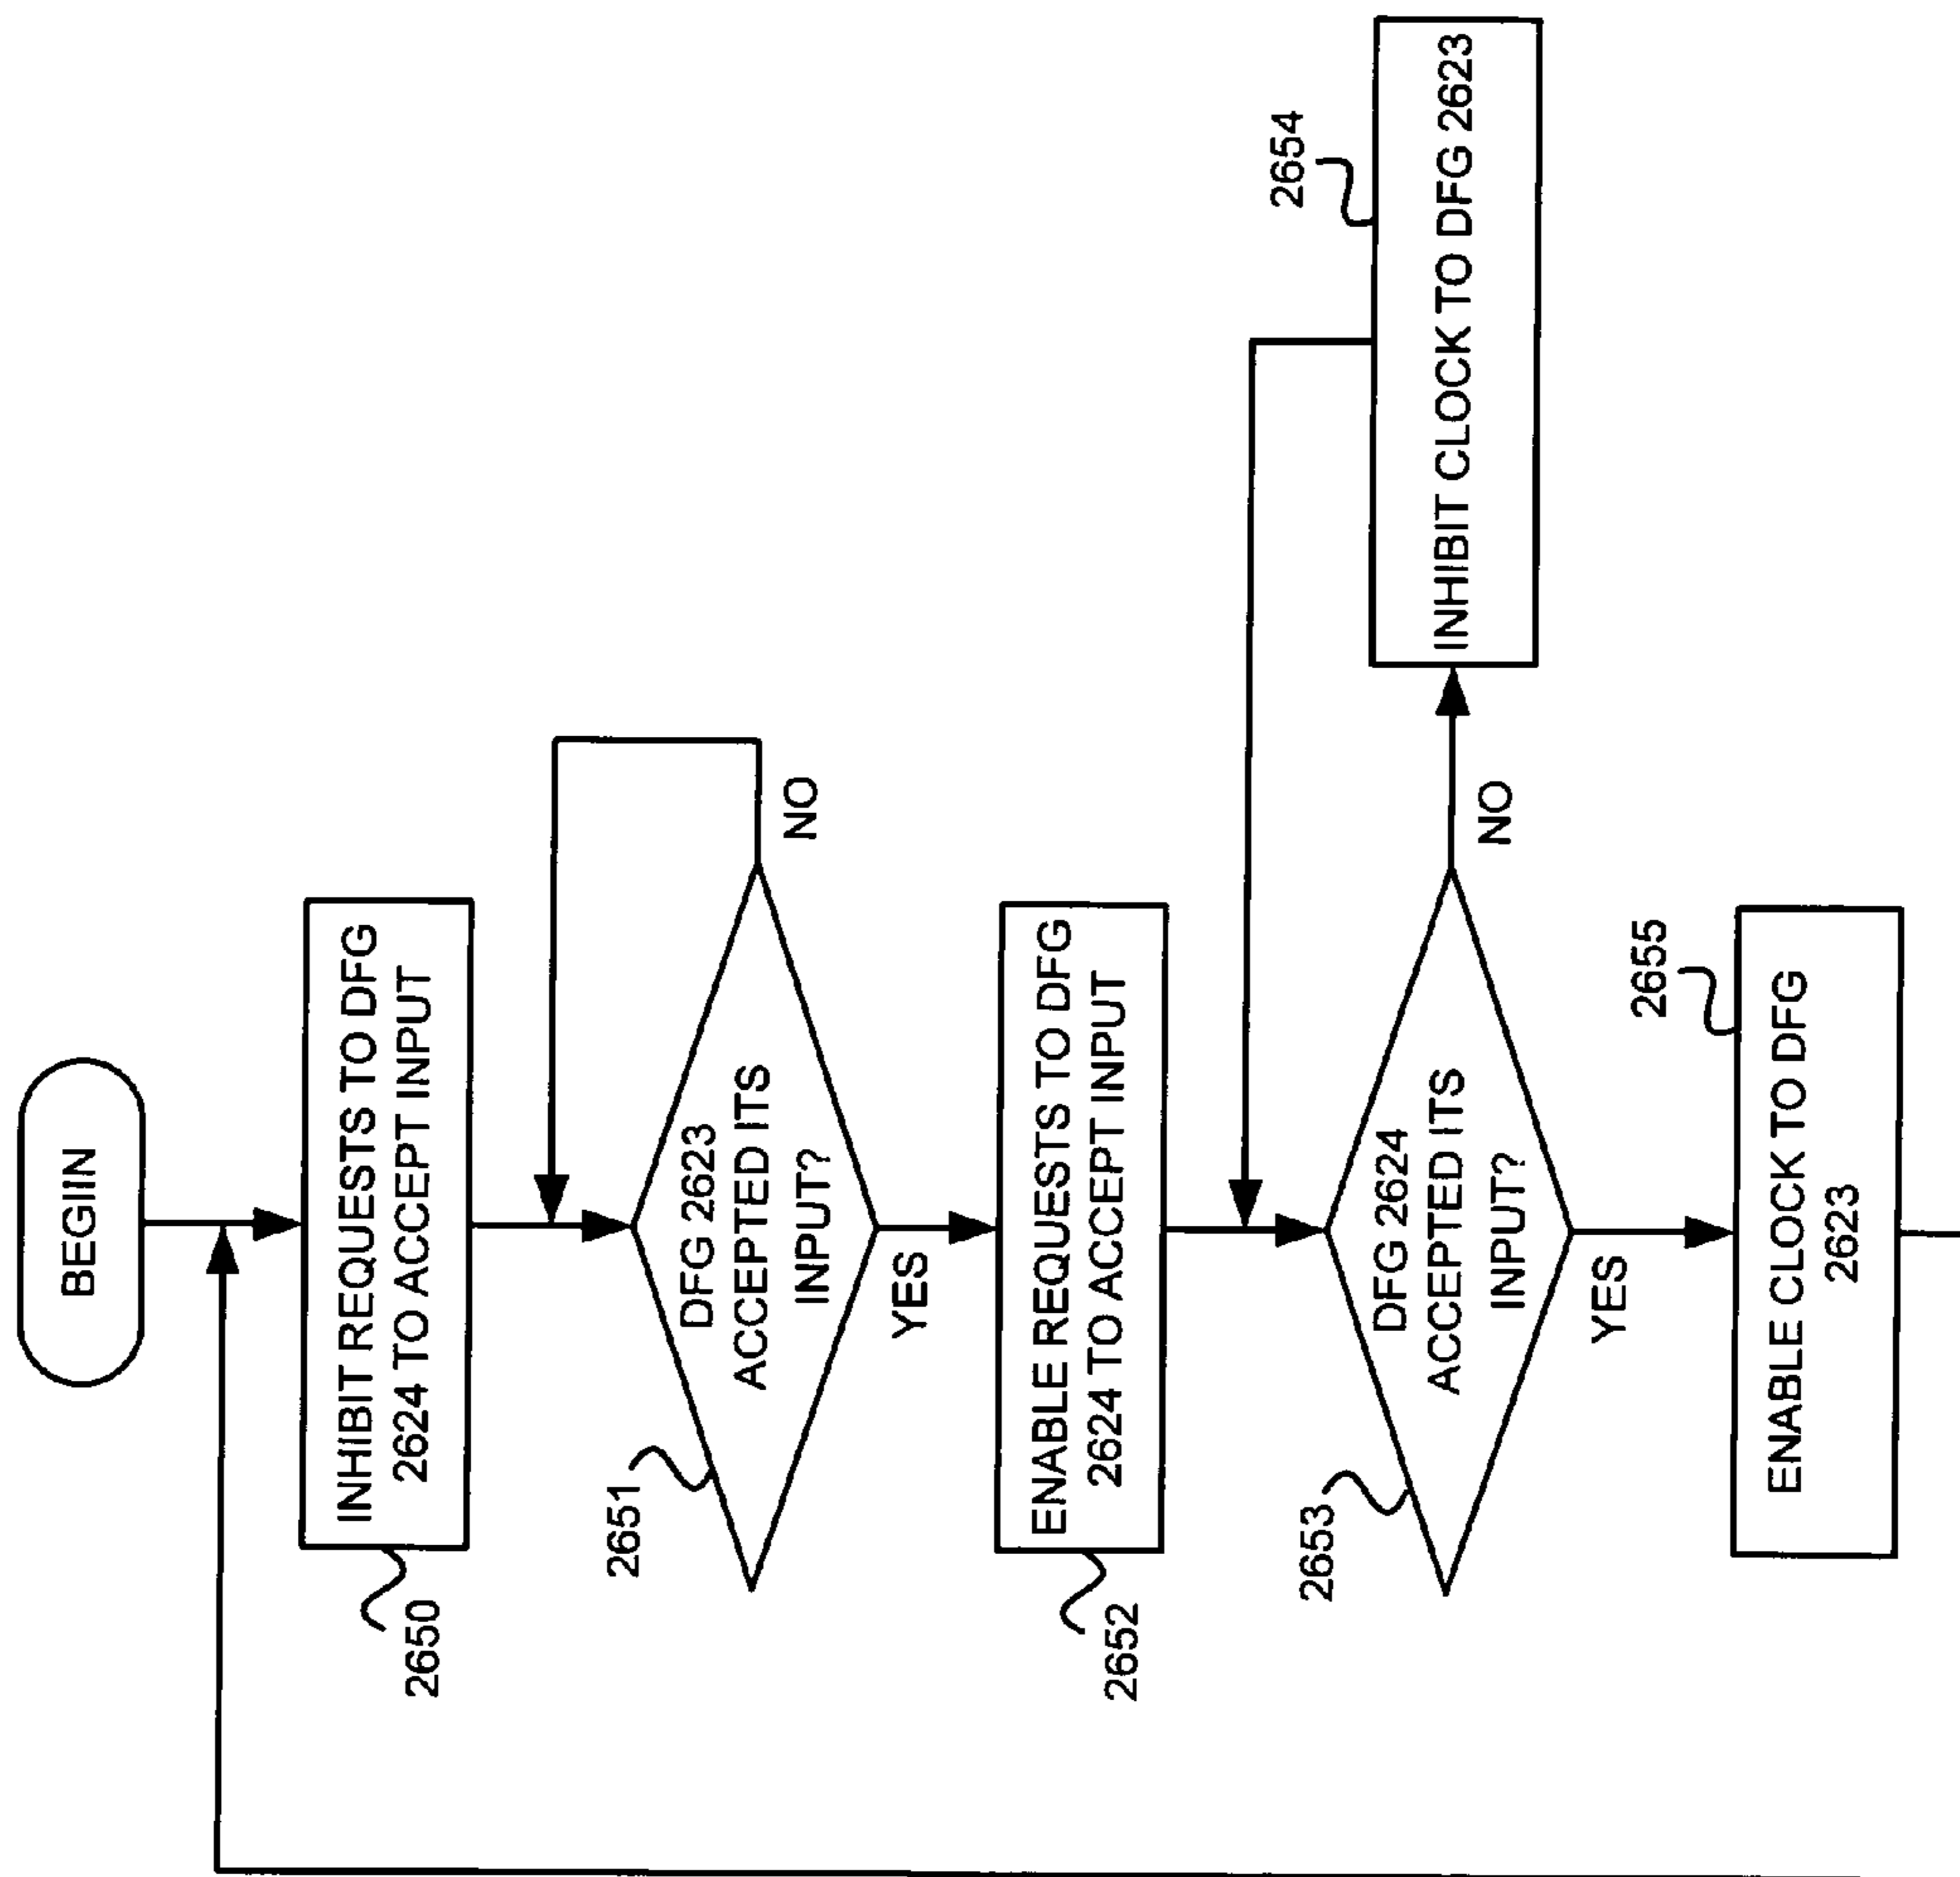 BEGIIN
INHIBIT REQUESTS TO DFG
2624 TO ACCEPT INPUT
2650
DFG 2623
ACCEPTED ITS
INPUT?
2651
NO
YES
ENABLE REQUESTS TO DFG
2624 TO ACCEPT INPUT
2652
DFG 2624
ACCEPTED ITS
INPUT?
2653
NO
INHIBIT CLOCK TO DFG 2623
2654
YES
ENABLE CLOCK TO DFG
2623
2655